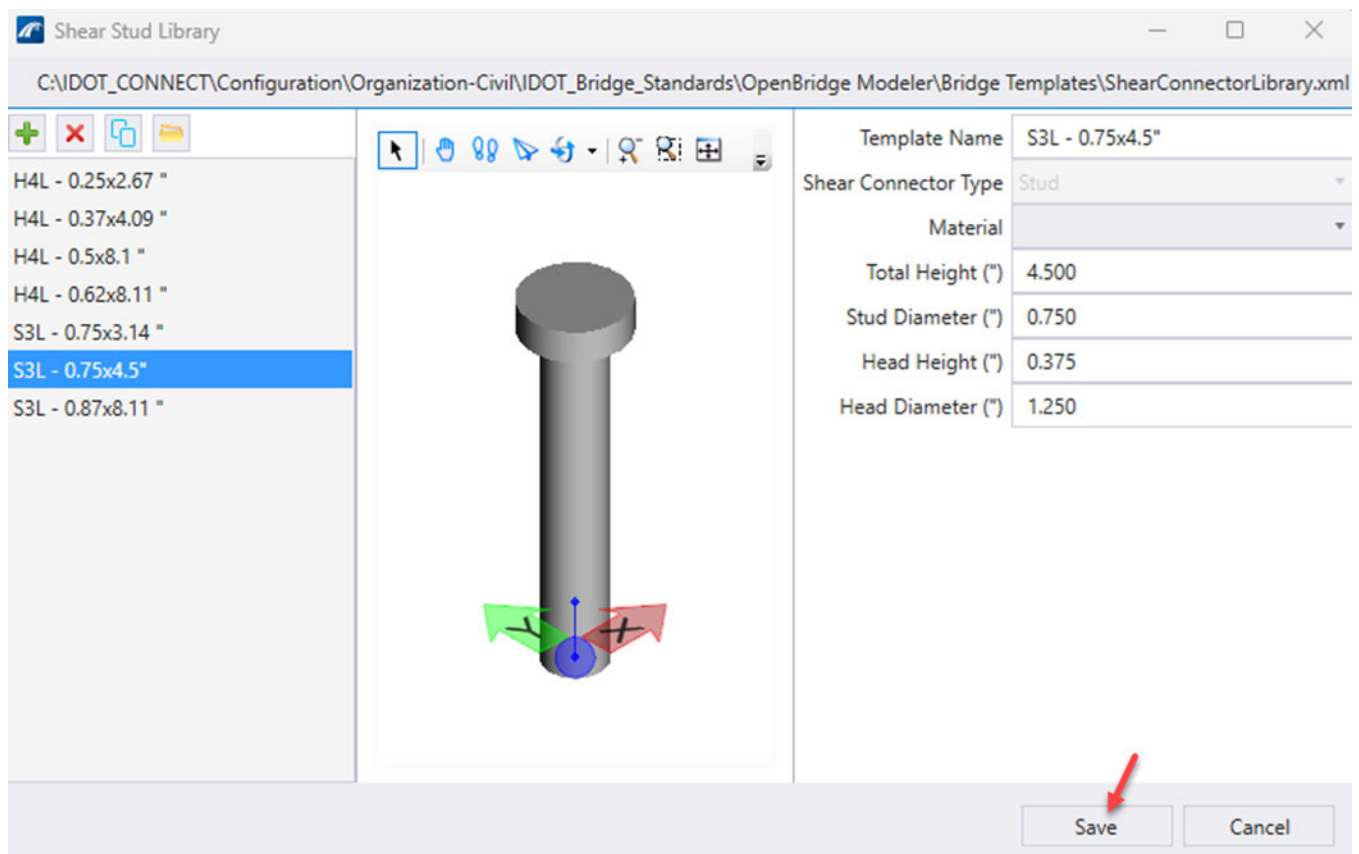 Shear Stud Library
C:\IDOT_CONNECT\Configuration\Organization-Civil\IDOT_Bridge_Standards\OpenBridge Modeler\Bridge Templates\ShearConnectorLibrary.xml
H4L - 0.25x2.67 "
H4L - 0.37x4.09 "
H4L - 0.5x8.1 "
H4L - 0.62x8.11 "
S3L - 0.75x3.14 "
S3L - 0.75x4.5"
S3L - 0.87x8.11 "
Y X
Template Name S3L - 0.75x4.5"
Shear Connector Type Stud
Material
Total Height (") 4.500
Stud Diameter (") 0.750
Head Height (") 0.375
Head Diameter (") 1.250
Save Cancel